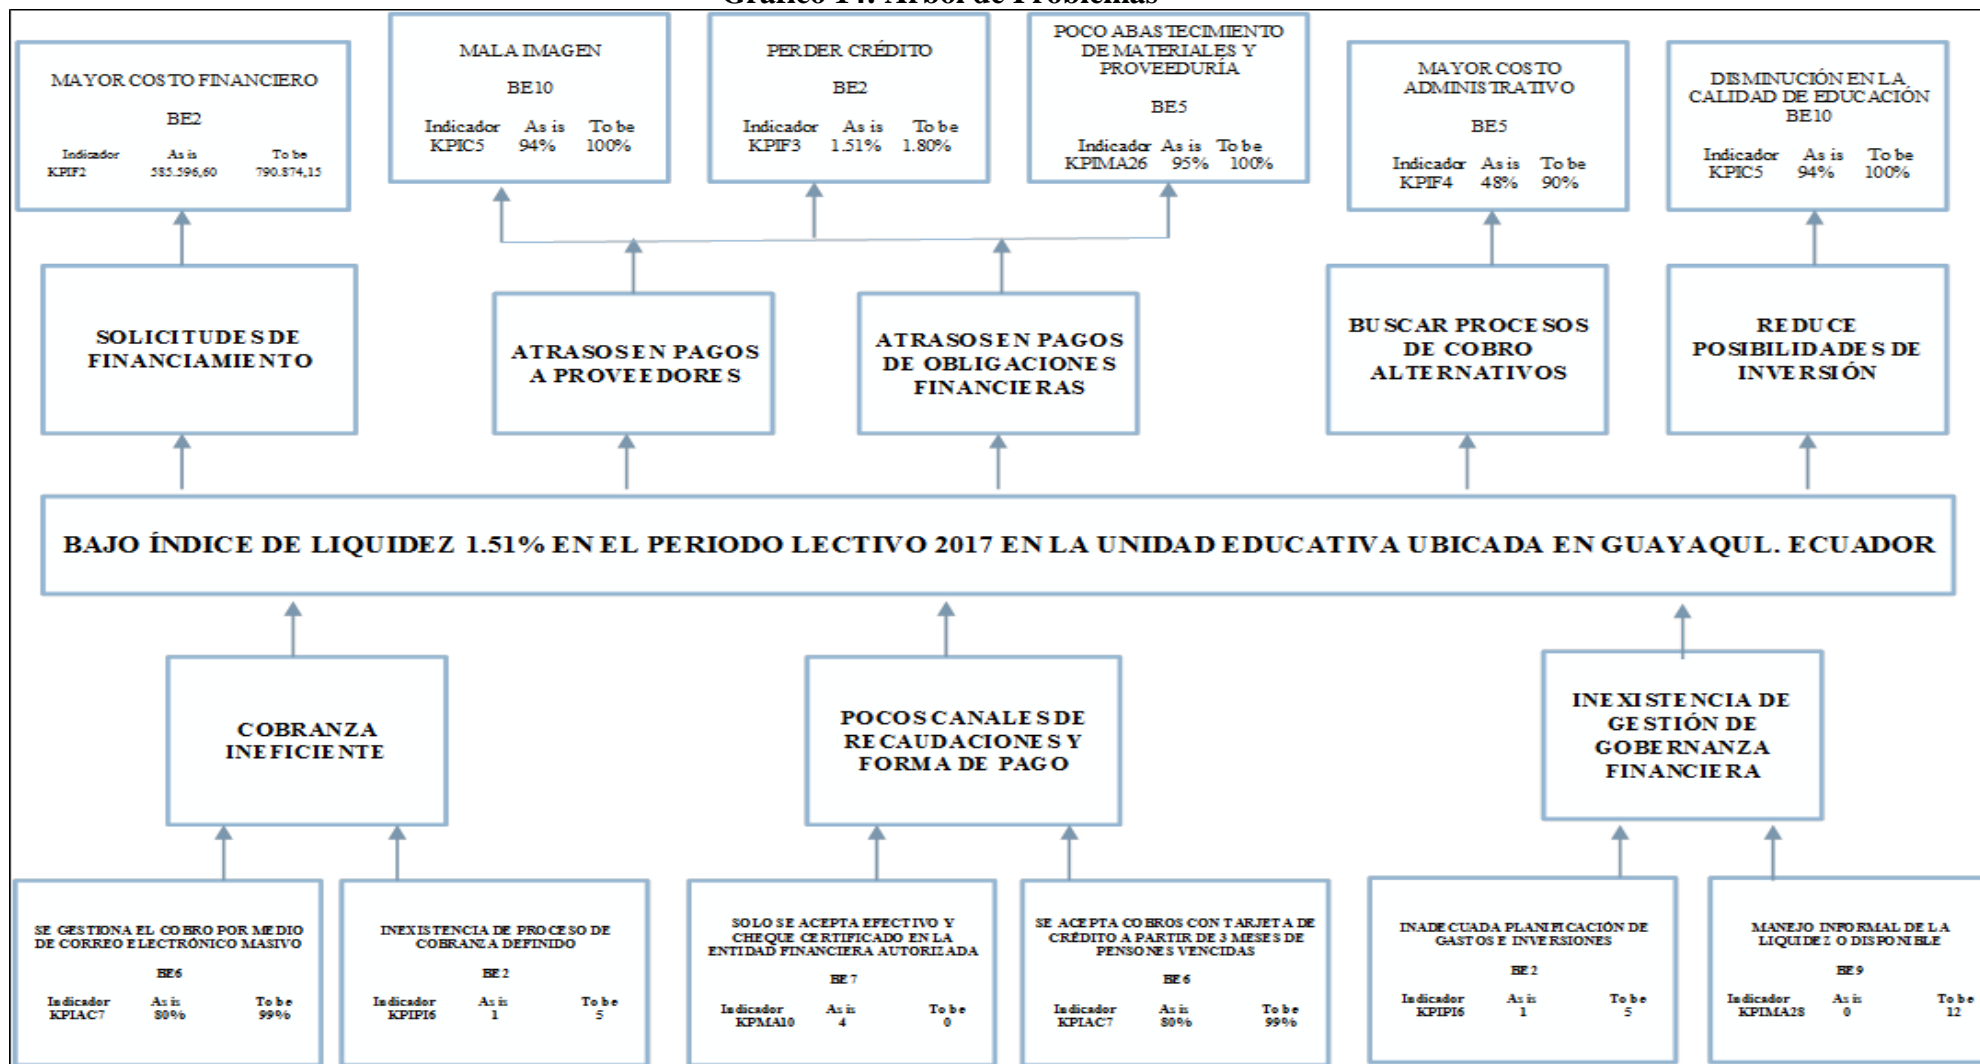 Gráfico 14. Árbol de Problemas
MAYOR COSTO FINANCIERO
BE2
Indicador As is To be
KPIF2 585.596,60 790.874,15
MALA IMAGEN
BE10
Indicador As is To be
KPIC5 94% 100%
PERDER CRÉDITO
BE2
Indicador As is To be
KPIF3 1.51% 1.80%
POCO ABASTECIMIENTO
DE MATERIALES Y
PROVEEDURÍA
BE5
Indicador As is To be
KPIMA26 95% 100%
MAYOR COSTO
ADMINISTRATIVO
BE5
Indicador As is To be
KPIF4 48% 90%
DISMINUCIÓN EN LA
CALIDAD DE EDUCACIÓN
BE10
Indicador As is To be
KPIC5 94% 100%
SOLICITUDES DE
FINANCIAMIENTO
ATRASOS EN PAGOS
A PROVEEDORES
ATRASOS EN PAGOS
DE OBLIGACIONES
FINANCIERAS
BUSCAR PROCESOS
DE COBRO
ALTERNATIVOS
REDUCE
POSIBILIDADES DE
INVERSIÓN
BAJO ÍNDICE DE LIQUIDEZ 1.51% EN EL PERIODO LECTIVO 2017 EN LA UNIDAD EDUCATIVA UBICADA EN GUAYAQUL. ECUADOR
COBRANZA
INEFICIENTE
POCOS CANALES DE
RECAUDACIONES Y
FORMA DE PAGO
INEXISTENCIA DE
GESTIÓN DE
GOBERNANZA
FINANCIERA
SE GESTIONA EL COBRO POR MEDIO
DE CORREO ELECTRÓNICO MASIVO
BE6
Indicador As is To be
KPIAC7 80% 99%
INEXISTENCIA DE PROCESO DE
COBRANZA DEFINIDO
BE2
Indicador As is To be
KPIPI6 1 5
SOLO SE ACEPTA EFECTIVO Y
CHEQUE CERTIFICADO EN LA
ENTIDAD FINANCIERA AUTORIZADA
BE7
Indicador As is To be
KPMA10 4 0
SE ACEPTA COBROS CON TARJETA DE
CRÉDITO A PARTIR DE 3 MESES DE
PENSONES VENCIDAS
BE6
Indicador As is To be
KPIAC7 80% 99%
INADECUADA PLANIFICACIÓN DE
GASTOS E INVERSIONES
BE2
Indicador As is To be
KPIPI6 1 5
MANEJO INFORMAL DE LA
LIQUIDEZ O DISPONIBLE
BE9
Indicador As is To be
KPIMA28 0 12